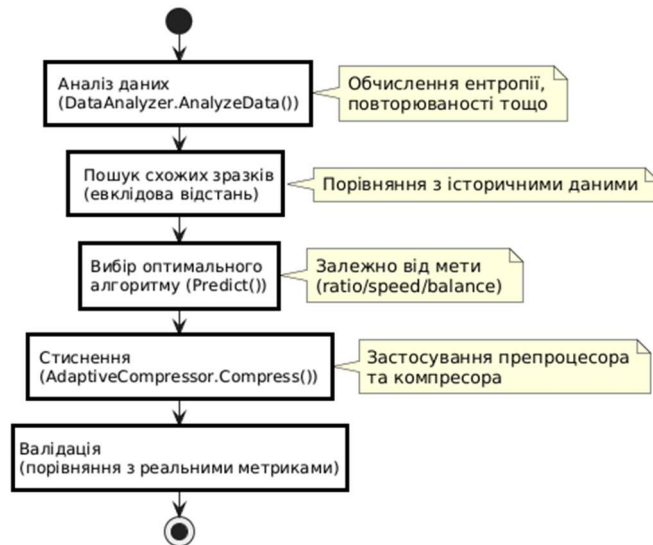 Аналіз даних
(DataAnalyzer.AnalyzeData())
Обчислення ентропії,
повторюваності тощо
Пошук схожих зразків
(евклідова відстань)
Порівняння з історичними даними
Вибір оптимального
алгоритму (Predict())
Залежно від мети
(ratio/speed/balance)
Стиснення
(AdaptiveCompressor.Compress())
Застосування препроцесора
та компресора
Валідація
(порівняння з реальними метриками)